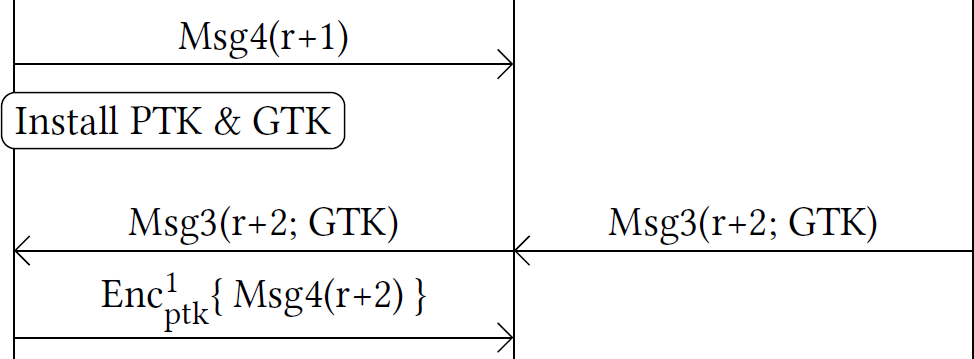 Msg4(r+1)
Install PTK & GTK
Msg3(r+2; GTK) Msg3(r+2; GTK)
Enc¹ptk{ Msg4(r+2) }